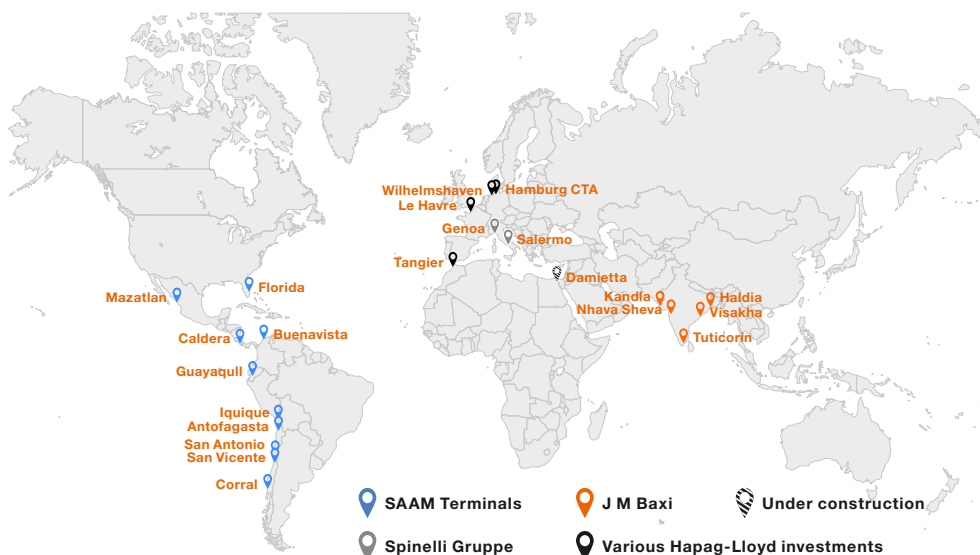 Wilhelmshaven
Hamburg CTA
Le Havre
Genoa
Salermo
Tangier
Damietta
Florida
Mazatlan
Kandla
Haldia
Nhava Sheva
Visakha
Caldera
Buenavista
Tuticorin
Guayaqull
Iquique
Antofagasta
San Antonio
San Vicente
Corral
SAAM Terminals
J M Baxi
Under construction
Spinelli Gruppe
Various Hapag-Lloyd investments